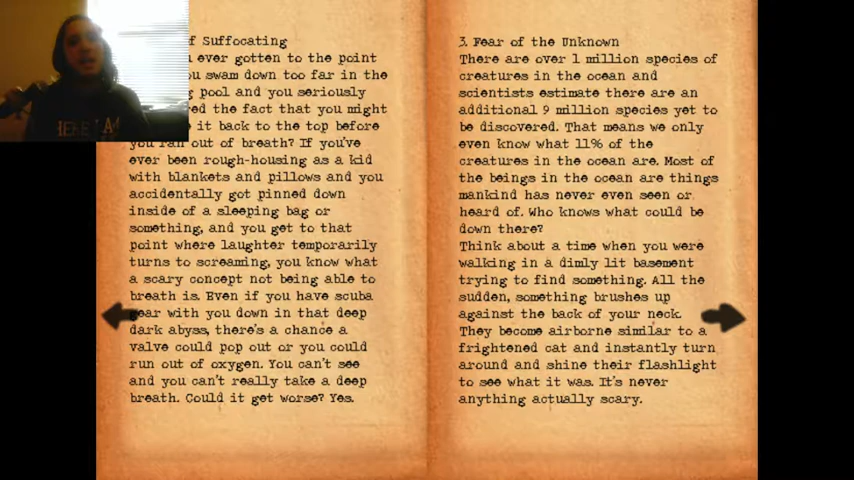 f Suffocating
ever gotten to the point
u swam down too far in the
pool and you seriously
ed the fact that you might
it back to the top before
you ran out of breath? If you've
ever been rough-housing as a kid
with blankets and pillows and you
accidentally got pinned down
inside of a sleeping bag or
something, and you get to that
point where laughter temporarily
turns to screaming, you know what
a scary concept not being able to
breath is. Even if you have scuba
gear with you down in that deep
dark abyss, there's a chance a
valve could pop out or you could
run out of oxygen. You can't see
and you can't really take a deep
breath. Could it get worse? Yes.
3. Fear of the Unknown
There are over 1 million species of
creatures in the ocean and
scientists estimate there are an
additional 9 million species yet to
be discovered. That means we only
even know what 11% of the
creatures in the ocean are. Most of
the beings in the ocean are things
mankind has never even seen or
heard of. Who knows what could be
down there?
Think about a time when you were
walking in a dimly lit basement
trying to find something. All the
sudden, something brushes up
against the back of your neck.
They become airborne similar to a
frightened cat and instantly turn
around and shine their flashlight
to see what it was. It's never
anything actually scary.